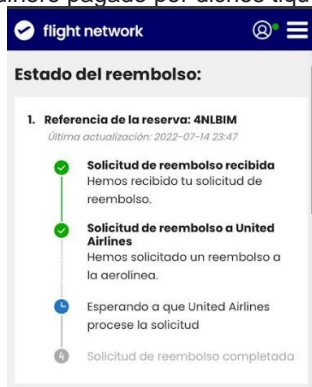 flight network
Estado del reembolso:
1. Referencia de la reserva: 4NLBIM
Última actualización: 2022-07-14 23:47
Solicitud de reembolso recibida
Hemos recibido tu solicitud de
reembolso.
Solicitud de reembolso a United
Airlines
Hemos solicitado un reembolso a
la aerolínea.
Esperando a que United Airlines
procese la solicitud
4 Solicitud de reembolso completada